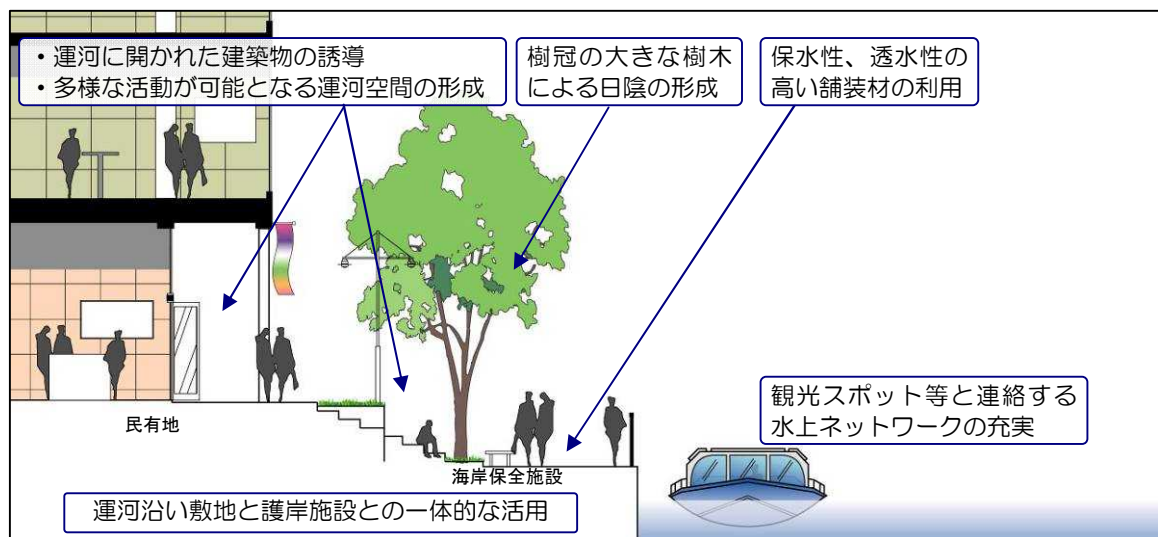 ・運河に開かれた建築物の誘導
・多様な活動が可能となる運河空間の形成
樹冠の大きな樹木
による日陰の形成
保水性、透水性の
高い舗装材の利用
観光スポット等と連絡する
水上ネットワークの充実
民有地
海岸保全施設
運河沿い敷地と護岸施設との一体的な活用